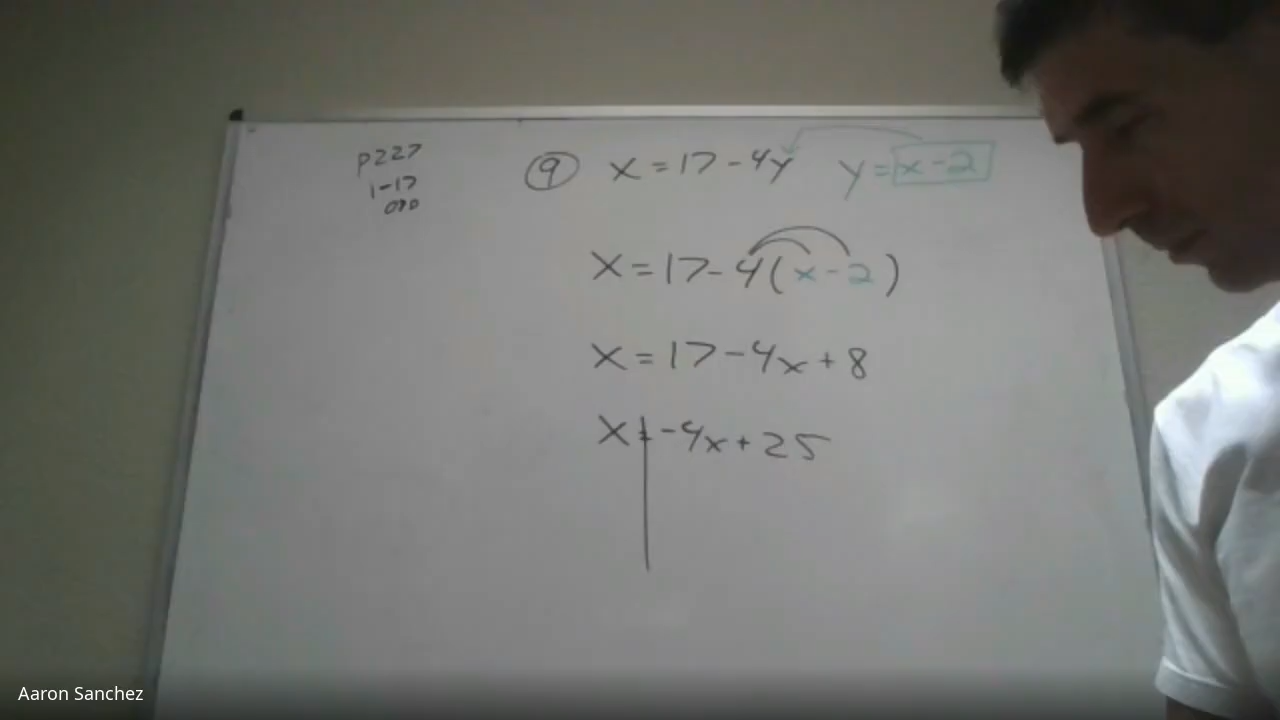 p227
1-17
odd
9 x = 17 - 4y y = x - 2
x = 17 - 4(x - 2)
x = 17 - 4x + 8
x = -4x + 25
Aaron Sanchez